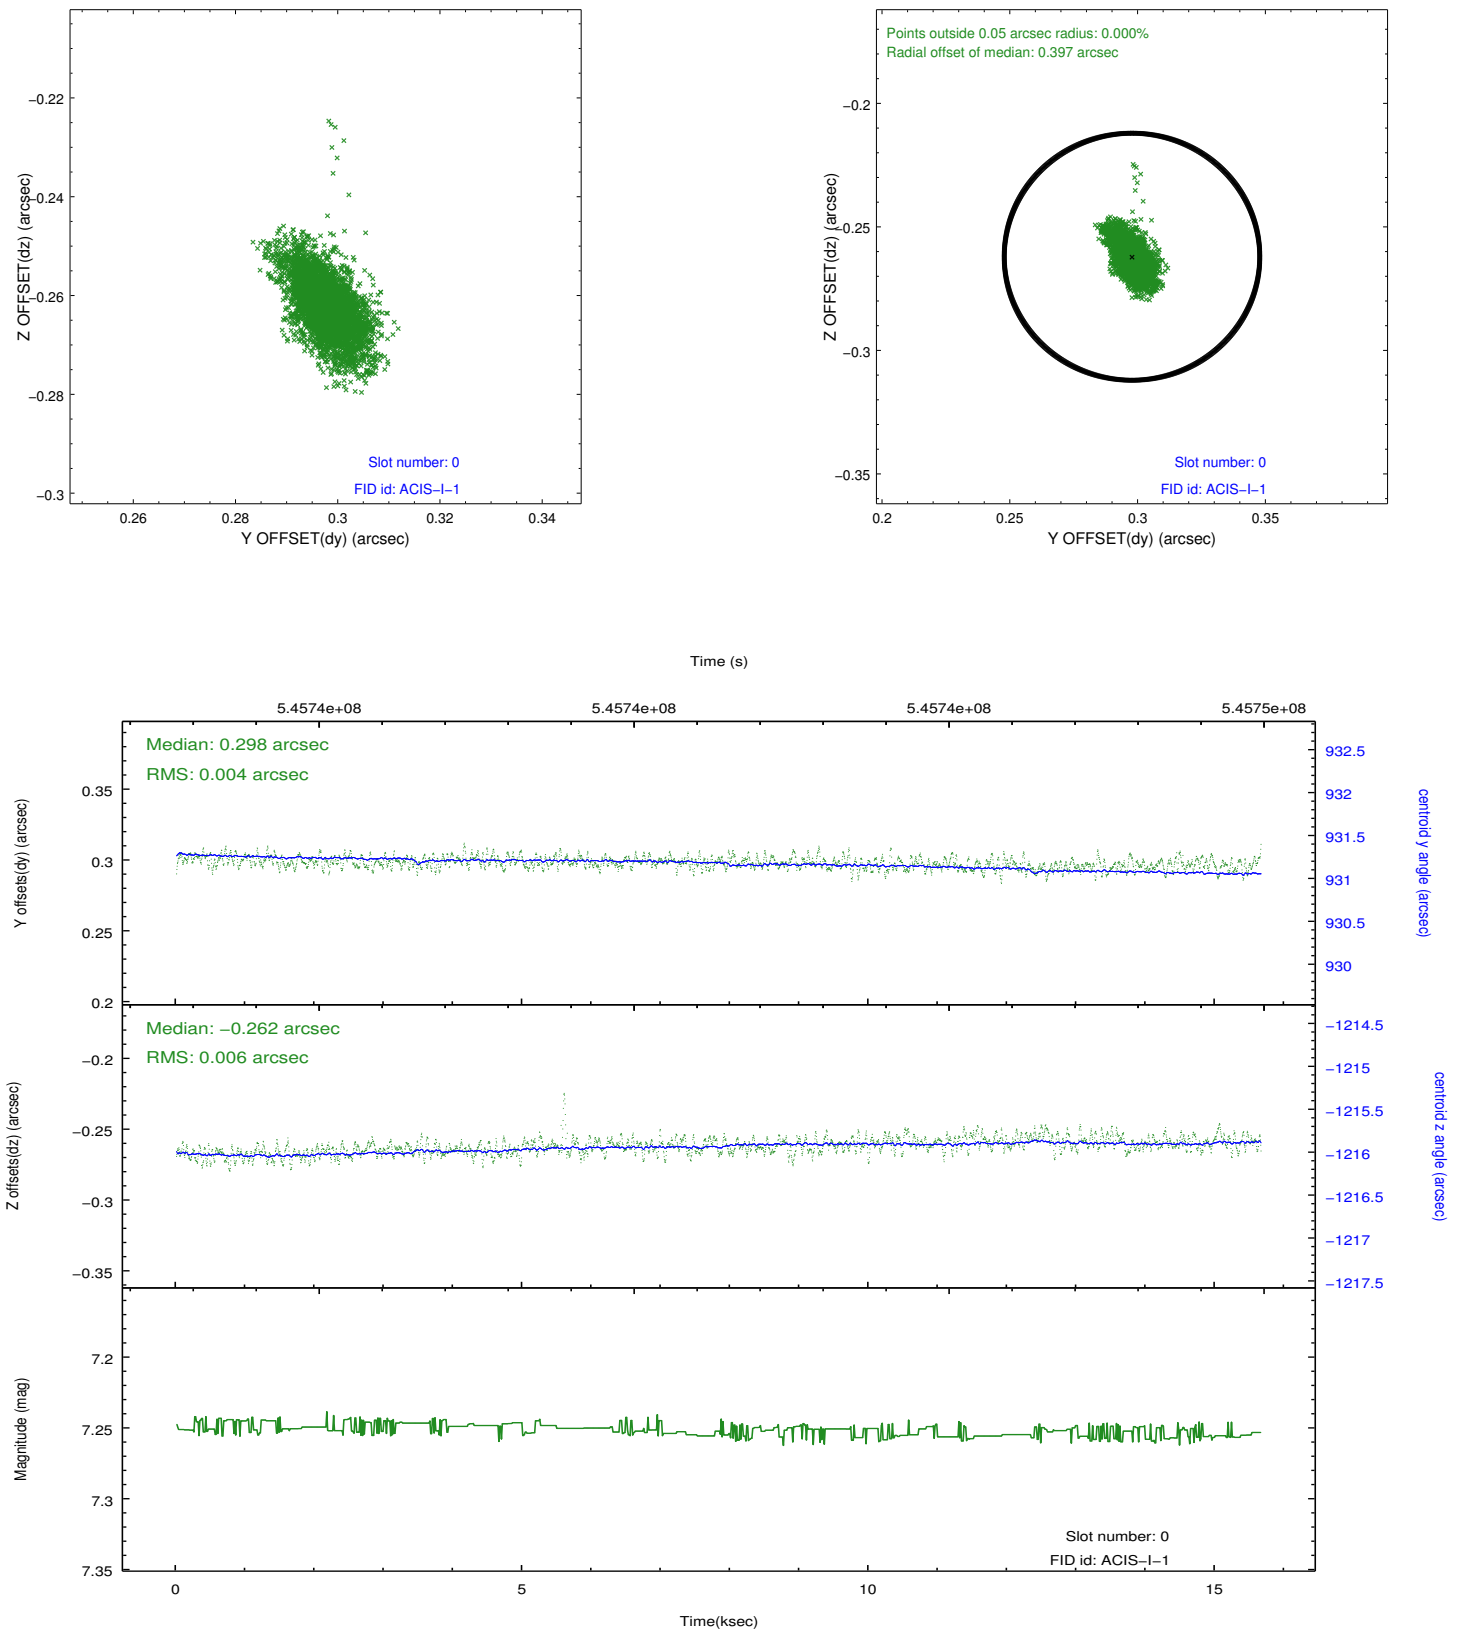 −0.22
−0.24
−0.26
−0.28
−0.3
Z OFFSET(dz) (arcsec)
Slot number: 0
FID id: ACIS−I−1
0.26
0.28
0.3
0.32
0.34
Y OFFSET(dy) (arcsec)
Points outside 0.05 arcsec radius: 0.000%
Radial offset of median: 0.397 arcsec
−0.2
−0.25
−0.3
−0.35
Z OFFSET(dz) (arcsec)
Slot number: 0
FID id: ACIS−I−1
0.2
0.25
0.3
0.35
Y OFFSET(dy) (arcsec)
Time (s)
5.4574e+08
5.4574e+08
5.4574e+08
5.4575e+08
Median: 0.298 arcsec
RMS: 0.004 arcsec
0.35
0.3
0.25
0.2
Y offsets(dy) (arcsec)
932.5
932
931.5
931
930.5
930
centroid y angle (arcsec)
Median: −0.262 arcsec
RMS: 0.006 arcsec
−0.2
−0.25
−0.3
−0.35
Z offsets(dz) (arcsec)
−1214.5
−1215
−1215.5
−1216
−1216.5
−1217
−1217.5
centroid z angle (arcsec)
7.2
7.25
7.3
7.35
Magnitude (mag)
Slot number: 0
FID id: ACIS−I−1
0
5
10
15
Time(ksec)